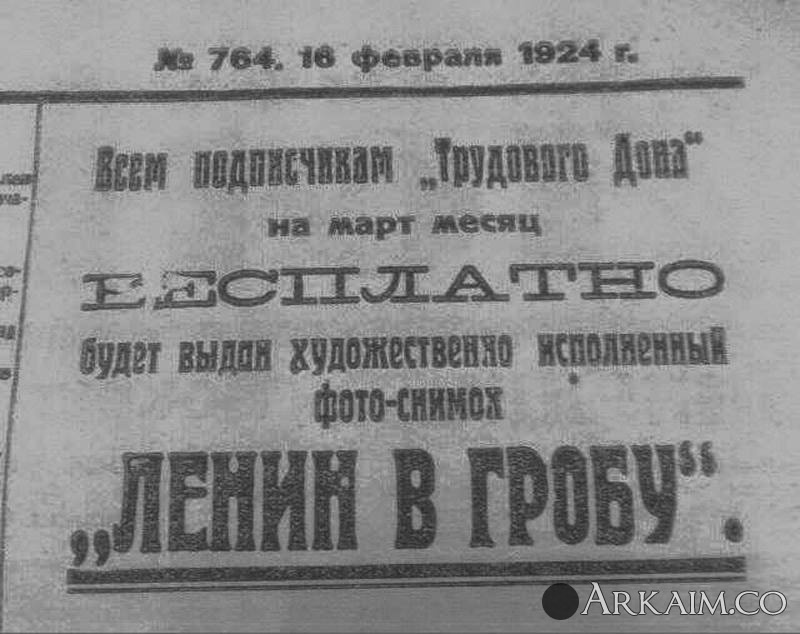 № 764. 16 февраля 1924 г.
Всем подписчикам „Трудового Дона“
на март месяц
БЕСПЛАТНО
будет выдан художественно исполненный
фото-снимок
„ЛЕНИН В ГРОБУ“.
ARKAIM.CO